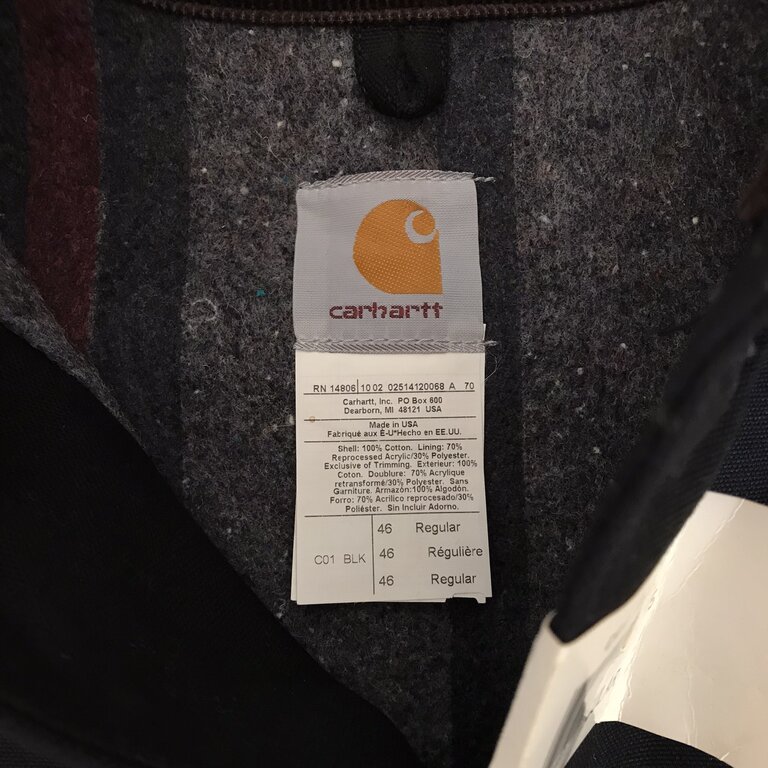 carhartt
RN 14806 1002 02514120068 A 70
Carhartt, Inc. PO Box 600
Dearborn, MI 48121 USA
Made in USA
Fabriqué aux É-U*Hecho en EE.UU.
Shell: 100% Cotton. Lining: 70%
Reprocessed Acrylic/30% Polyester.
Exclusive of Trimming. Exterieur: 100%
Coton. Doublure: 70% Acrylique
retransformé/30% Polyester. Sans
Garniture. Armazón:100% Algodón.
Forro: 70% Acrílico reprocesado/30%
Poliéster. Sin Incluir Adorno.
C01 BLK
46 Regular
46 Régulière
46 Regular